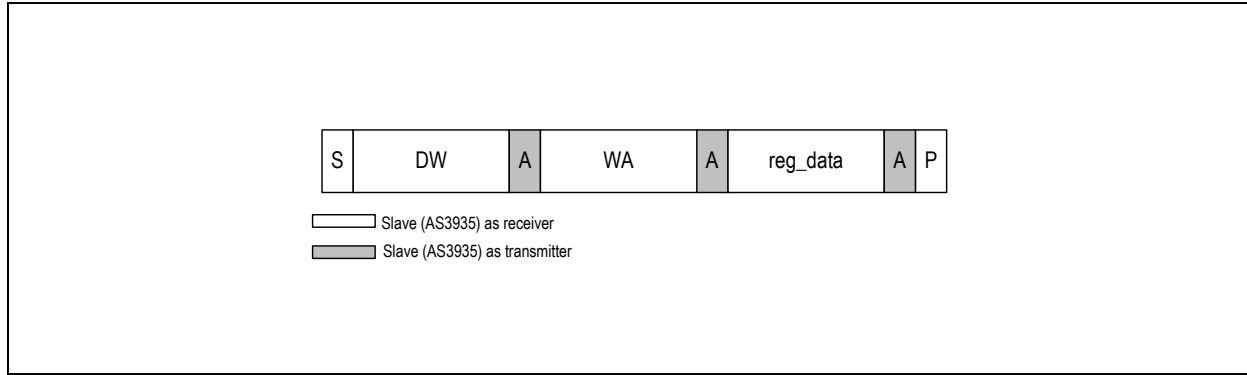 S DW A WA A reg_data A P
Slave (AS3935) as receiver
Slave (AS3935) as transmitter